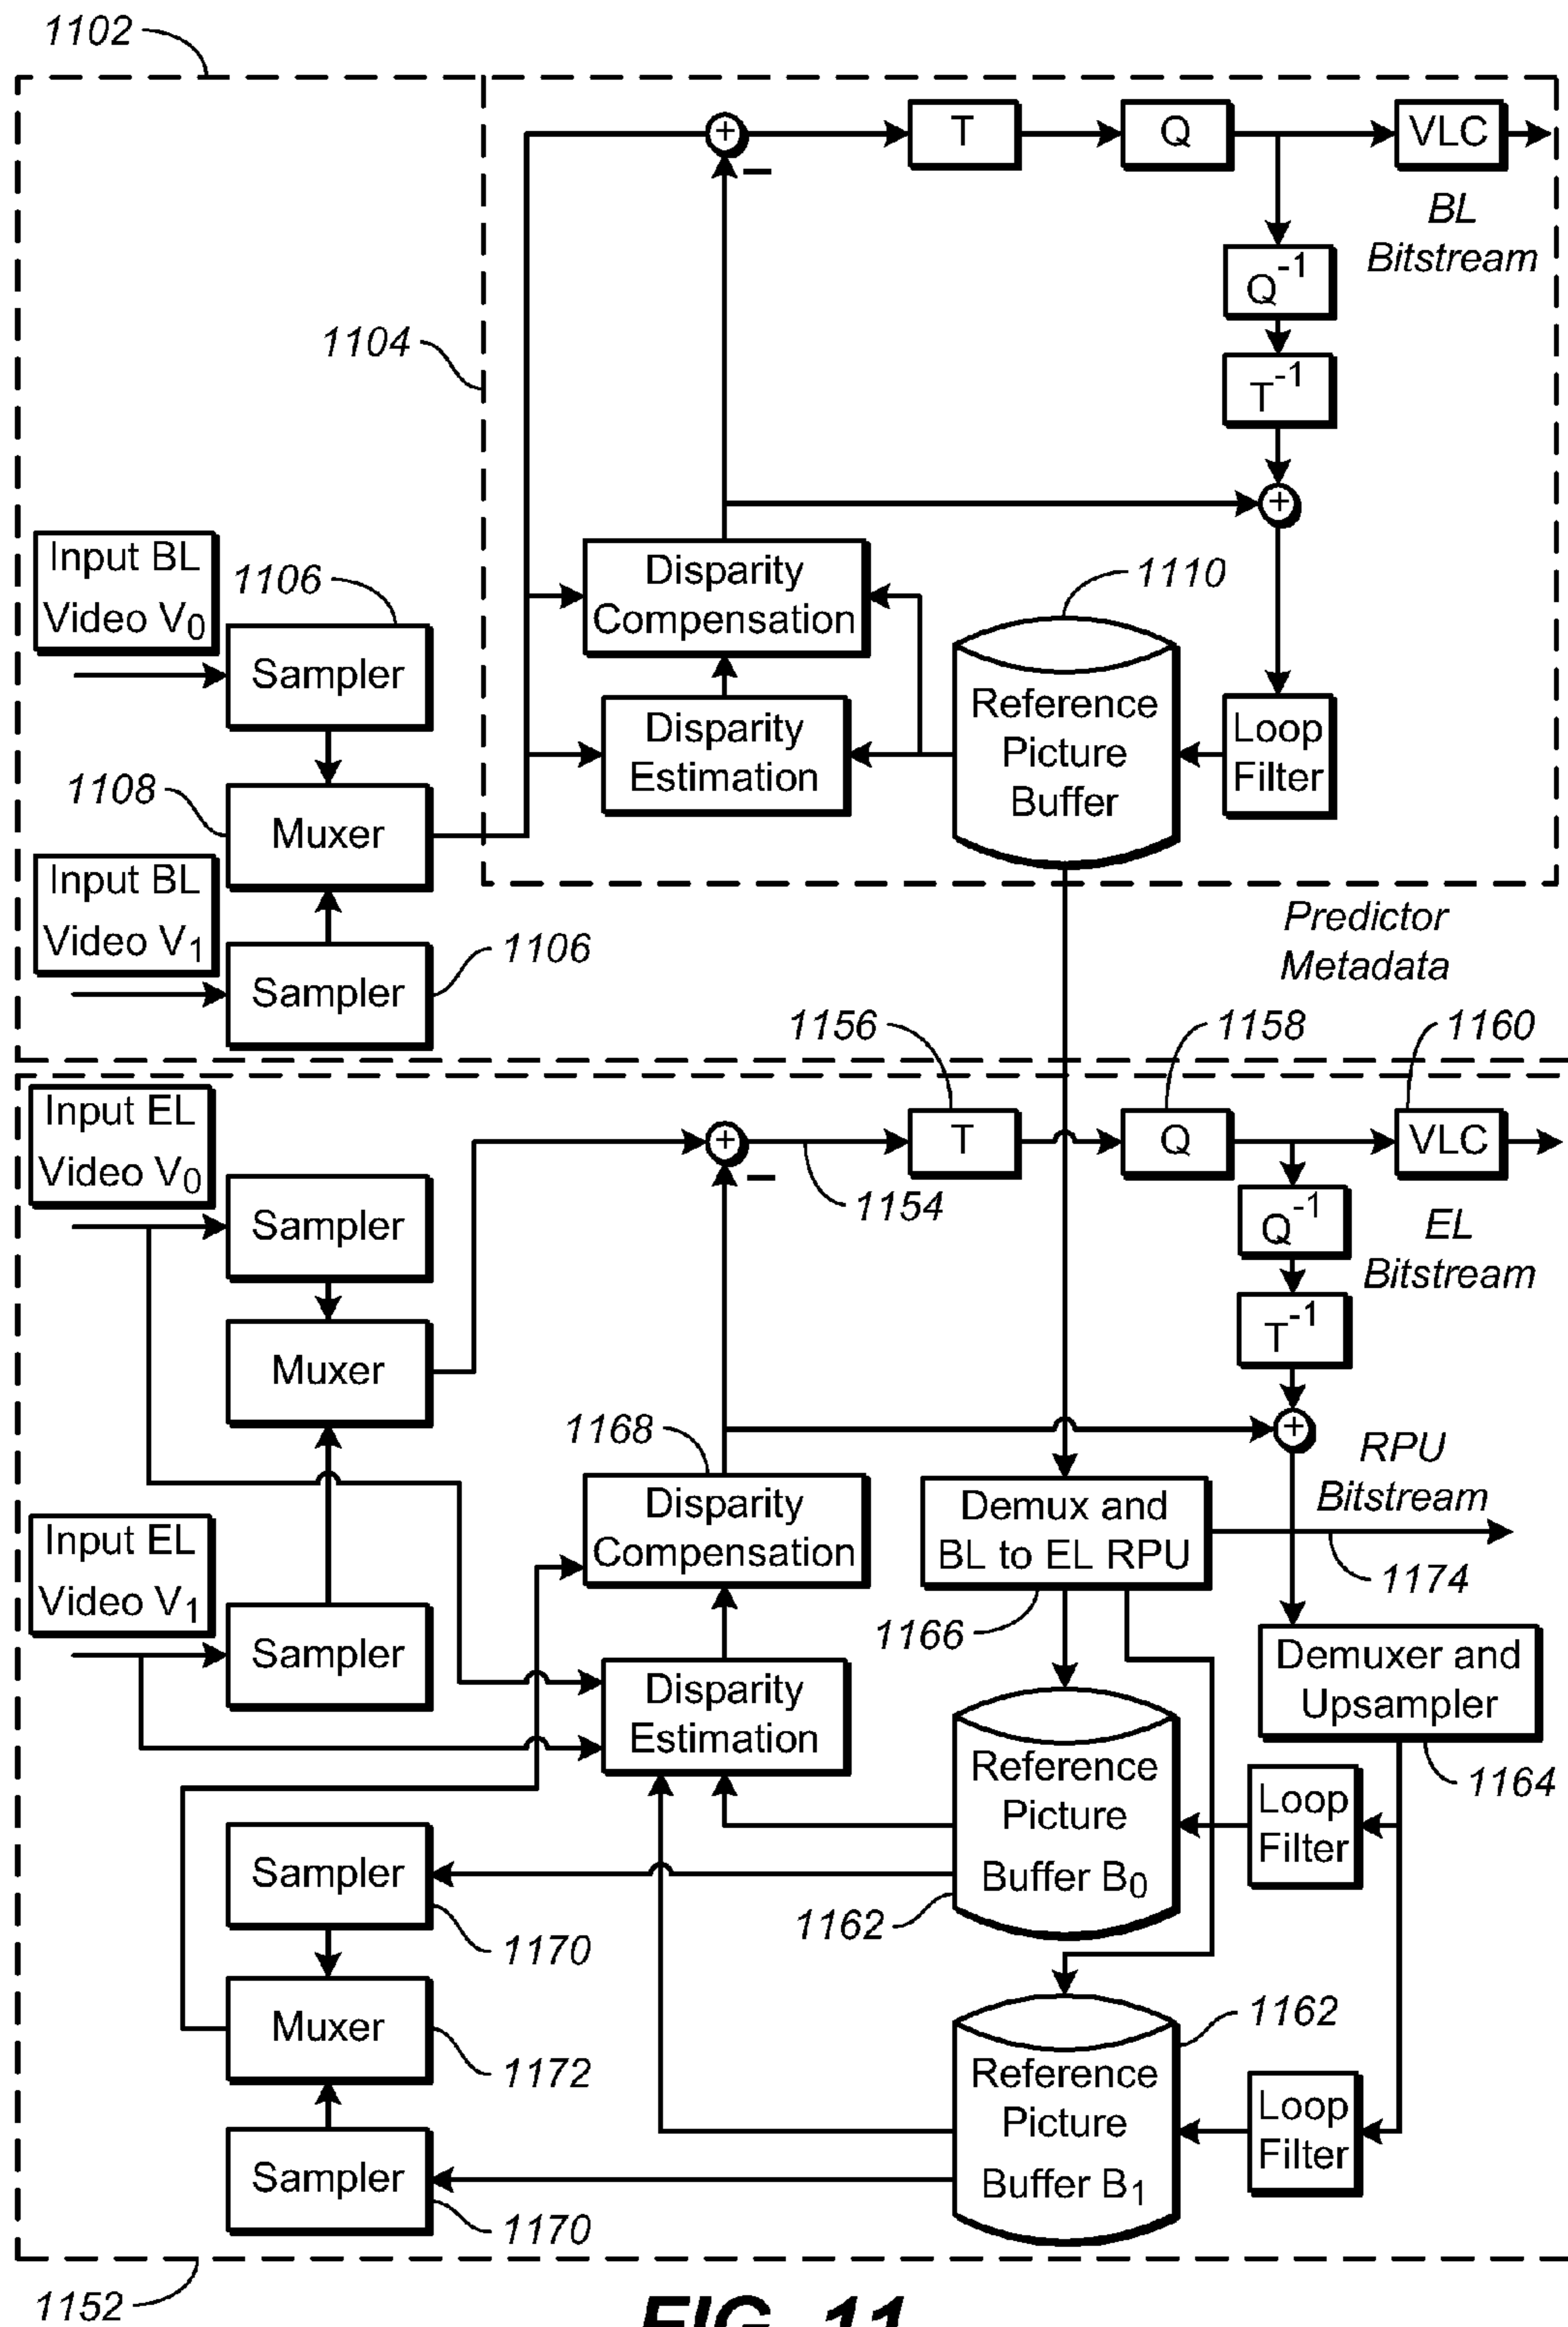 1102
+
T
Q
VLC
−
BL
Bitstream
Q-1
1104
T-1
+
Input BL
Video V0
1106
Sampler
Disparity
Compensation
1110
Disparity
Estimation
Reference
Picture
Buffer
Loop
Filter
1108
Muxer
Input BL
Video V1
Sampler
1106
Predictor
Metadata
1156
1158
1160
Input EL
Video V0
+
T
Q
VLC
−
1154
Sampler
Q-1
EL
Bitstream
T-1
Muxer
1168
+
RPU
Bitstream
Input EL
Video V1
Disparity
Compensation
Demux and
BL to EL RPU
1174
1166
Sampler
Disparity
Estimation
Demuxer and
Upsampler
1164
Reference
Picture
Buffer B0
Loop
Filter
Sampler
1162
1170
Muxer
1172
1162
Reference
Picture
Buffer B1
Loop
Filter
Sampler
1170
1152
FIG. 11